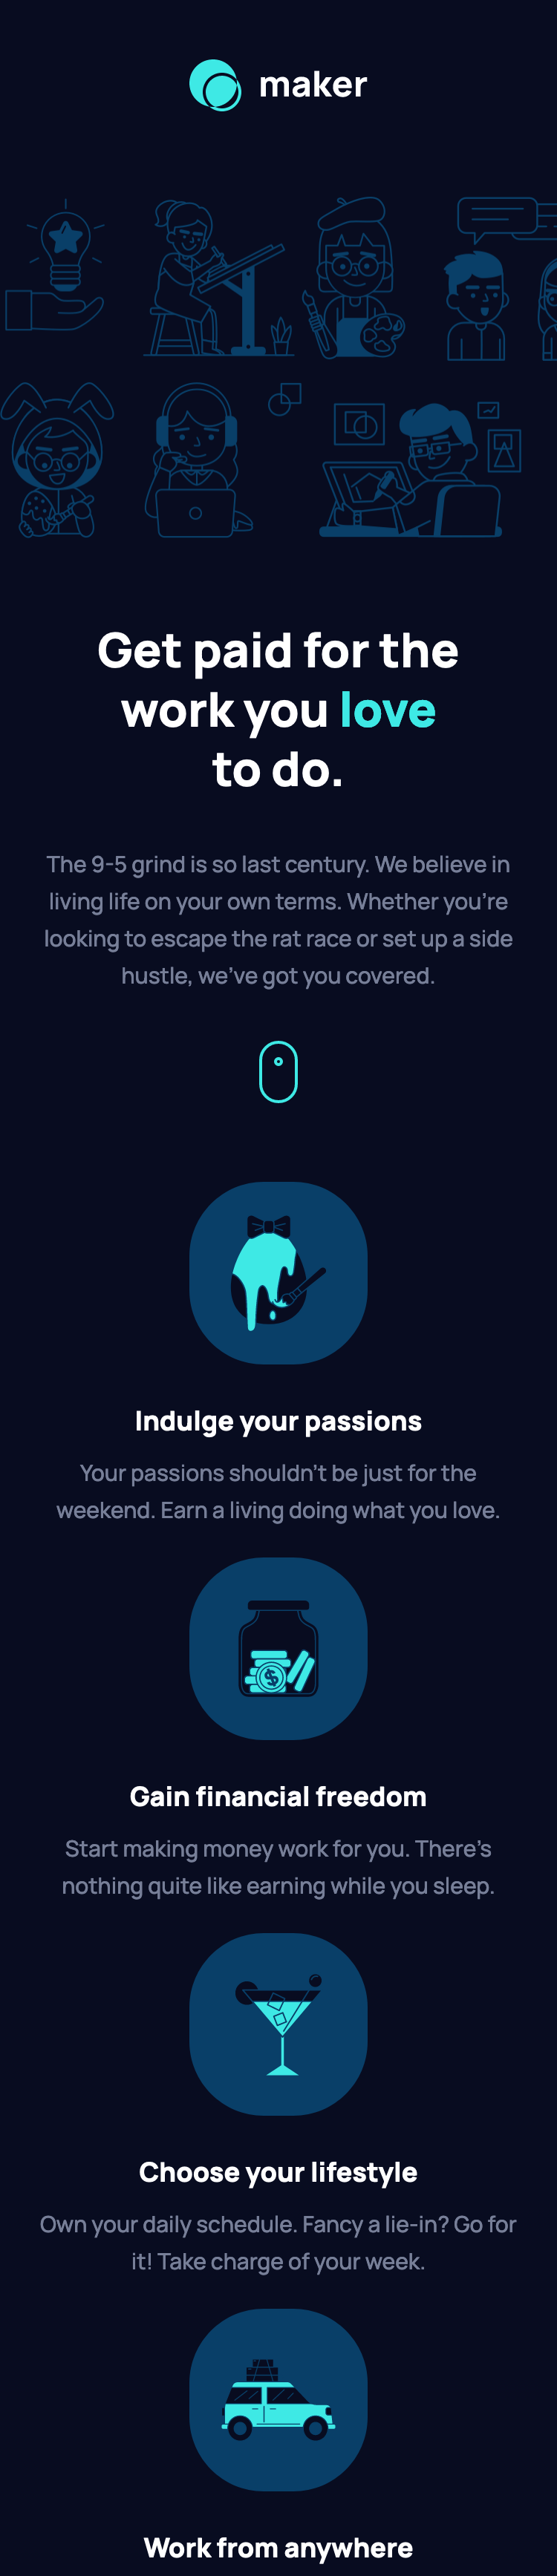 maker
Get paid for the
work you love
to do.
The 9-5 grind is so last century. We believe in
living life on your own terms. Whether you’re
looking to escape the rat race or set up a side
hustle, we’ve got you covered.
Indulge your passions
Your passions shouldn’t be just for the
weekend. Earn a living doing what you love.
$
Gain financial freedom
Start making money work for you. There’s
nothing quite like earning while you sleep.
Choose your lifestyle
Own your daily schedule. Fancy a lie-in? Go for
it! Take charge of your week.
Work from anywhere